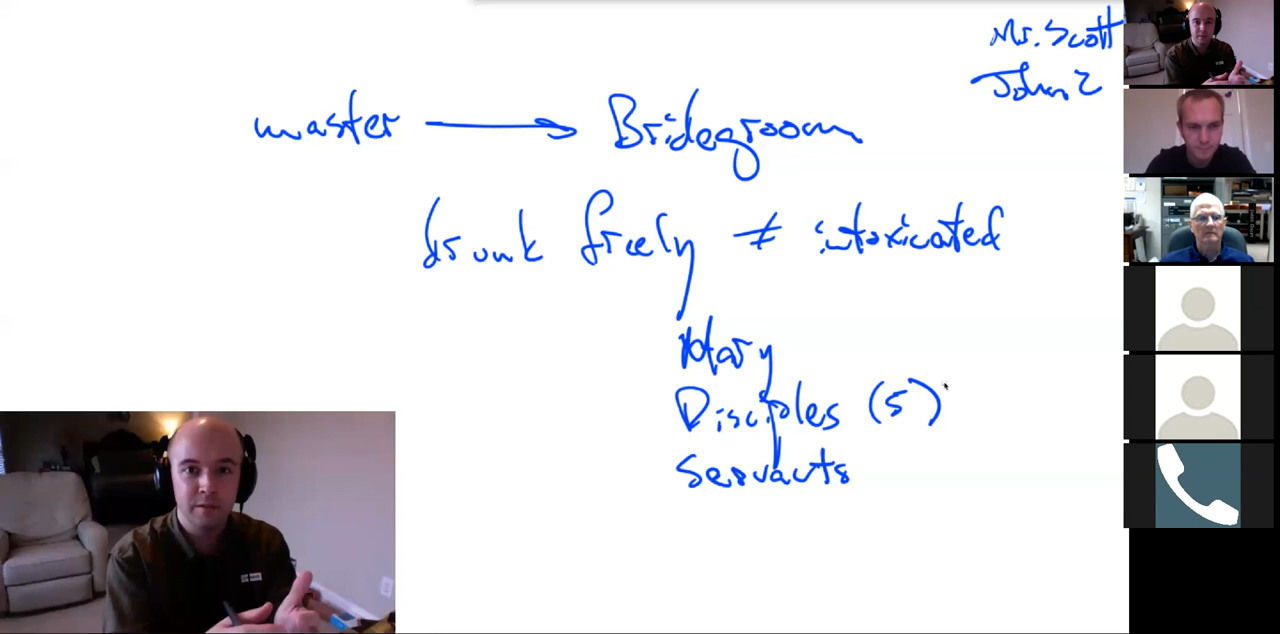 Mr. Scott
John 2
master → Bridegroom
drunk freely ≠ intoxicated
Mary
Disciples (5)
Servants